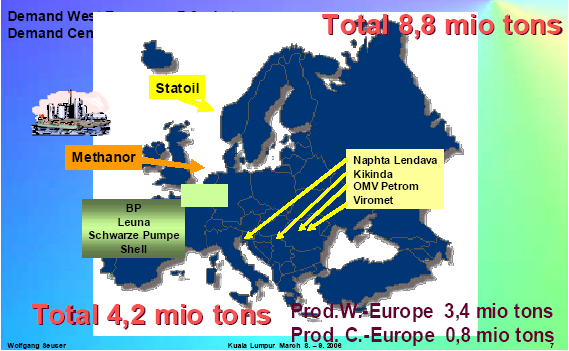 Demand West
Total 8,8 mio tons
Demand Cen
Statoil
Methanor
Naphta Lendava
Kikinda
OMV Petrom
Viromet
BP
Leuna
Schwarze Pumpe
Shell
Total 4,2 mio tons
Prod.W.-Europe 3,4 mio tons
Prod. C.-Europe 0,8 mio tons
Wolfgang Seuser
Kuala Lumpur March 8. – 9. 2006
7